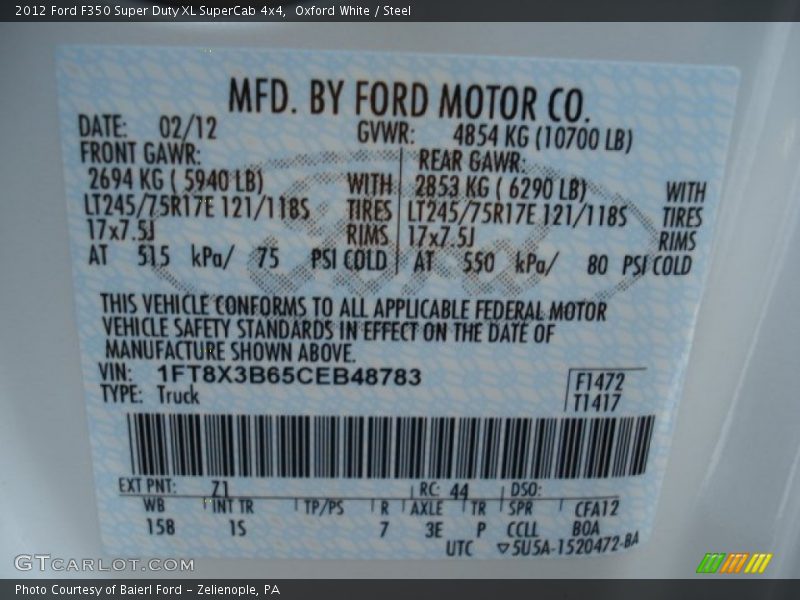 2012 Ford F350 Super Duty XL SuperCab 4x4,  Oxford White / Steel
MFD. BY FORD MOTOR CO.
DATE: 02/12 GVWR: 4854 KG (10700 LB)
FRONT GAWR: REAR GAWR:
2694 KG ( 5940 LB) WITH 2853 KG ( 6290 LB) WITH
LT245/75R17E 121/118S TIRES LT245/75R17E 121/118S TIRES
17x7.5J RIMS 17x7.5J RIMS
AT 515 kPa/ 75 PSI COLD AT 550 kPa/ 80 PSI COLD
THIS VEHICLE CONFORMS TO ALL APPLICABLE FEDERAL MOTOR
VEHICLE SAFETY STANDARDS IN EFFECT ON THE DATE OF
MANUFACTURE SHOWN ABOVE.
VIN: 1FT8X3B65CEB48783 F1472
TYPE: Truck T1417
EXT PNT: Z1 RC: 44 DSO:
WB INT TR TP/PS R AXLE TR SPR CFA12
158 1S 7 3E P CCLL BOA
UTC ▽5U5A-1520472-BA
GTCARLOT.COM
Photo Courtesy of Baierl Ford - Zelienople, PA